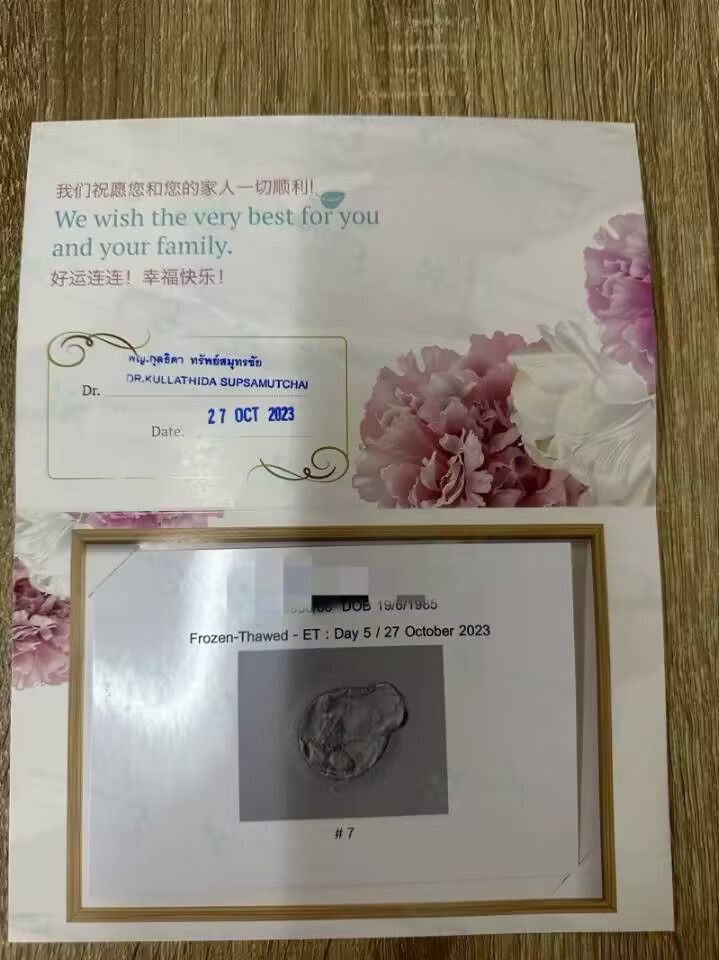 我们祝愿您和您的家人一切顺利!
We wish the very best for you
and your family.
好运连连！幸福快乐！
พญ.กุลธิดา ทรัพย์สมุทรชัย
Dr. DR.KULLATHIDA SUPSAMUTCHAI
Date. 27 OCT 2023
DOB 19/6/1985
Frozen-Thawed - ET : Day 5 / 27 October 2023
# 7